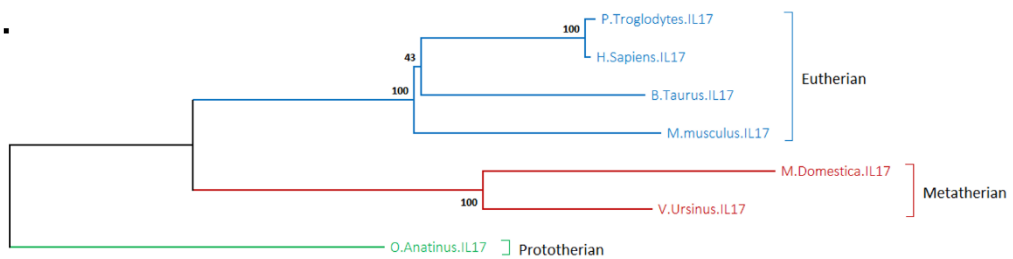 P.Troglodytes.IL17
100
H.Sapiens.IL17
43
Eutherian
100
B.Taurus.IL17
M.musculus.IL17
M.Domestica.IL17
Metatherian
100
V.Ursinus.IL17
O.Anatinus.IL17
Prototherian